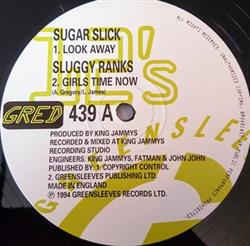 SUGAR SLICK
1. LOOK AWAY
SLUGGY RANKS
2. GIRLS TIME NOW
(A. Gregory/L. James)
GRED 439 A
PRODUCED BY KING JAMMYS
RECORDED & MIXED AT KING JAMMYS
RECORDING STUDIO
ENGINEERS: KING JAMMYS, FATMAN & JOHN JOHN
PUBLISHED BY: 1. COPYRIGHT CONTROL
2. GREENSLEEVES PUBLISHING LTD.
MADE IN ENGLAND
℗ 1994 GREENSLEEVES RECORDS LTD.
12's
ALL RIGHTS RESERVED.